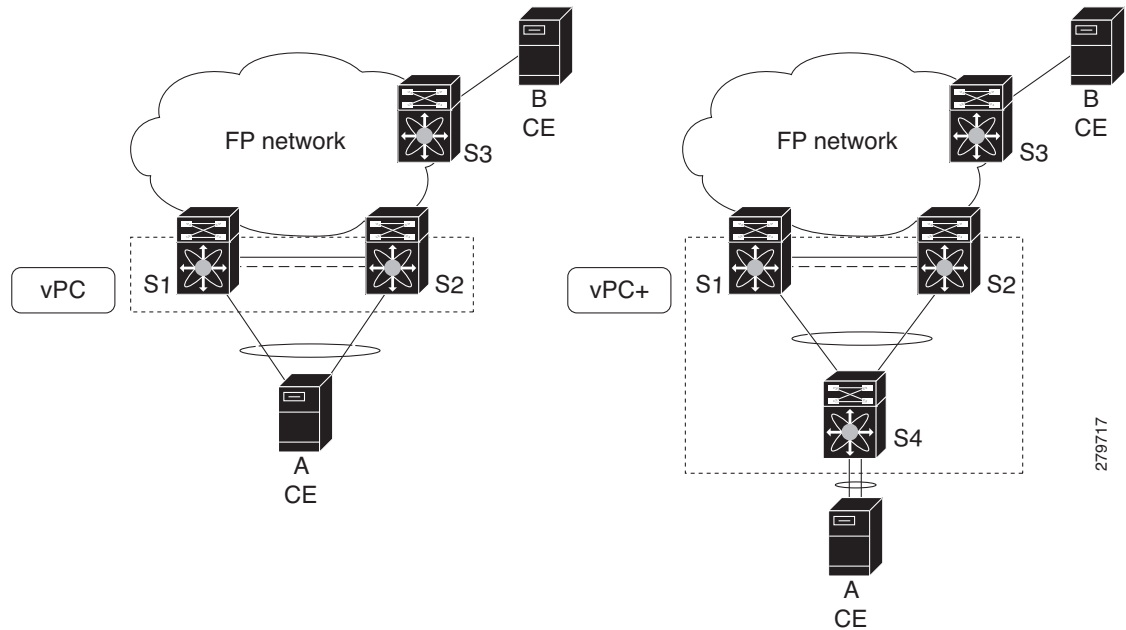 B
CE
FP network
S3
vPC
S1
S2
A
CE
B
CE
FP network
S3
vPC+
S1
S2
S4
A
CE
279717